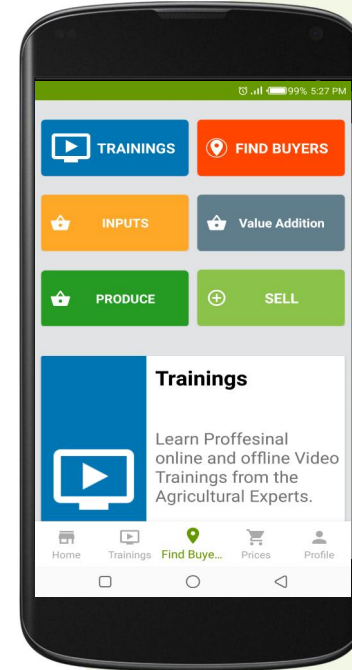 99% 5:27 PM
TRAININGS
FIND BUYERS
INPUTS
Value Addition
PRODUCE
SELL
Trainings
Learn Proffesinal
online and offline Video
Trainings from the
Agricultural Experts.
Home
Trainings
Find Buye...
Prices
Profile